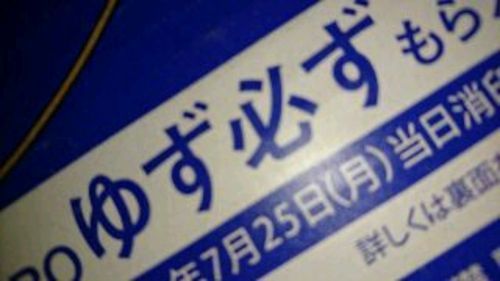 RO ゆず必ずもら
年7月25日(月)当日消印
詳しくは裏面